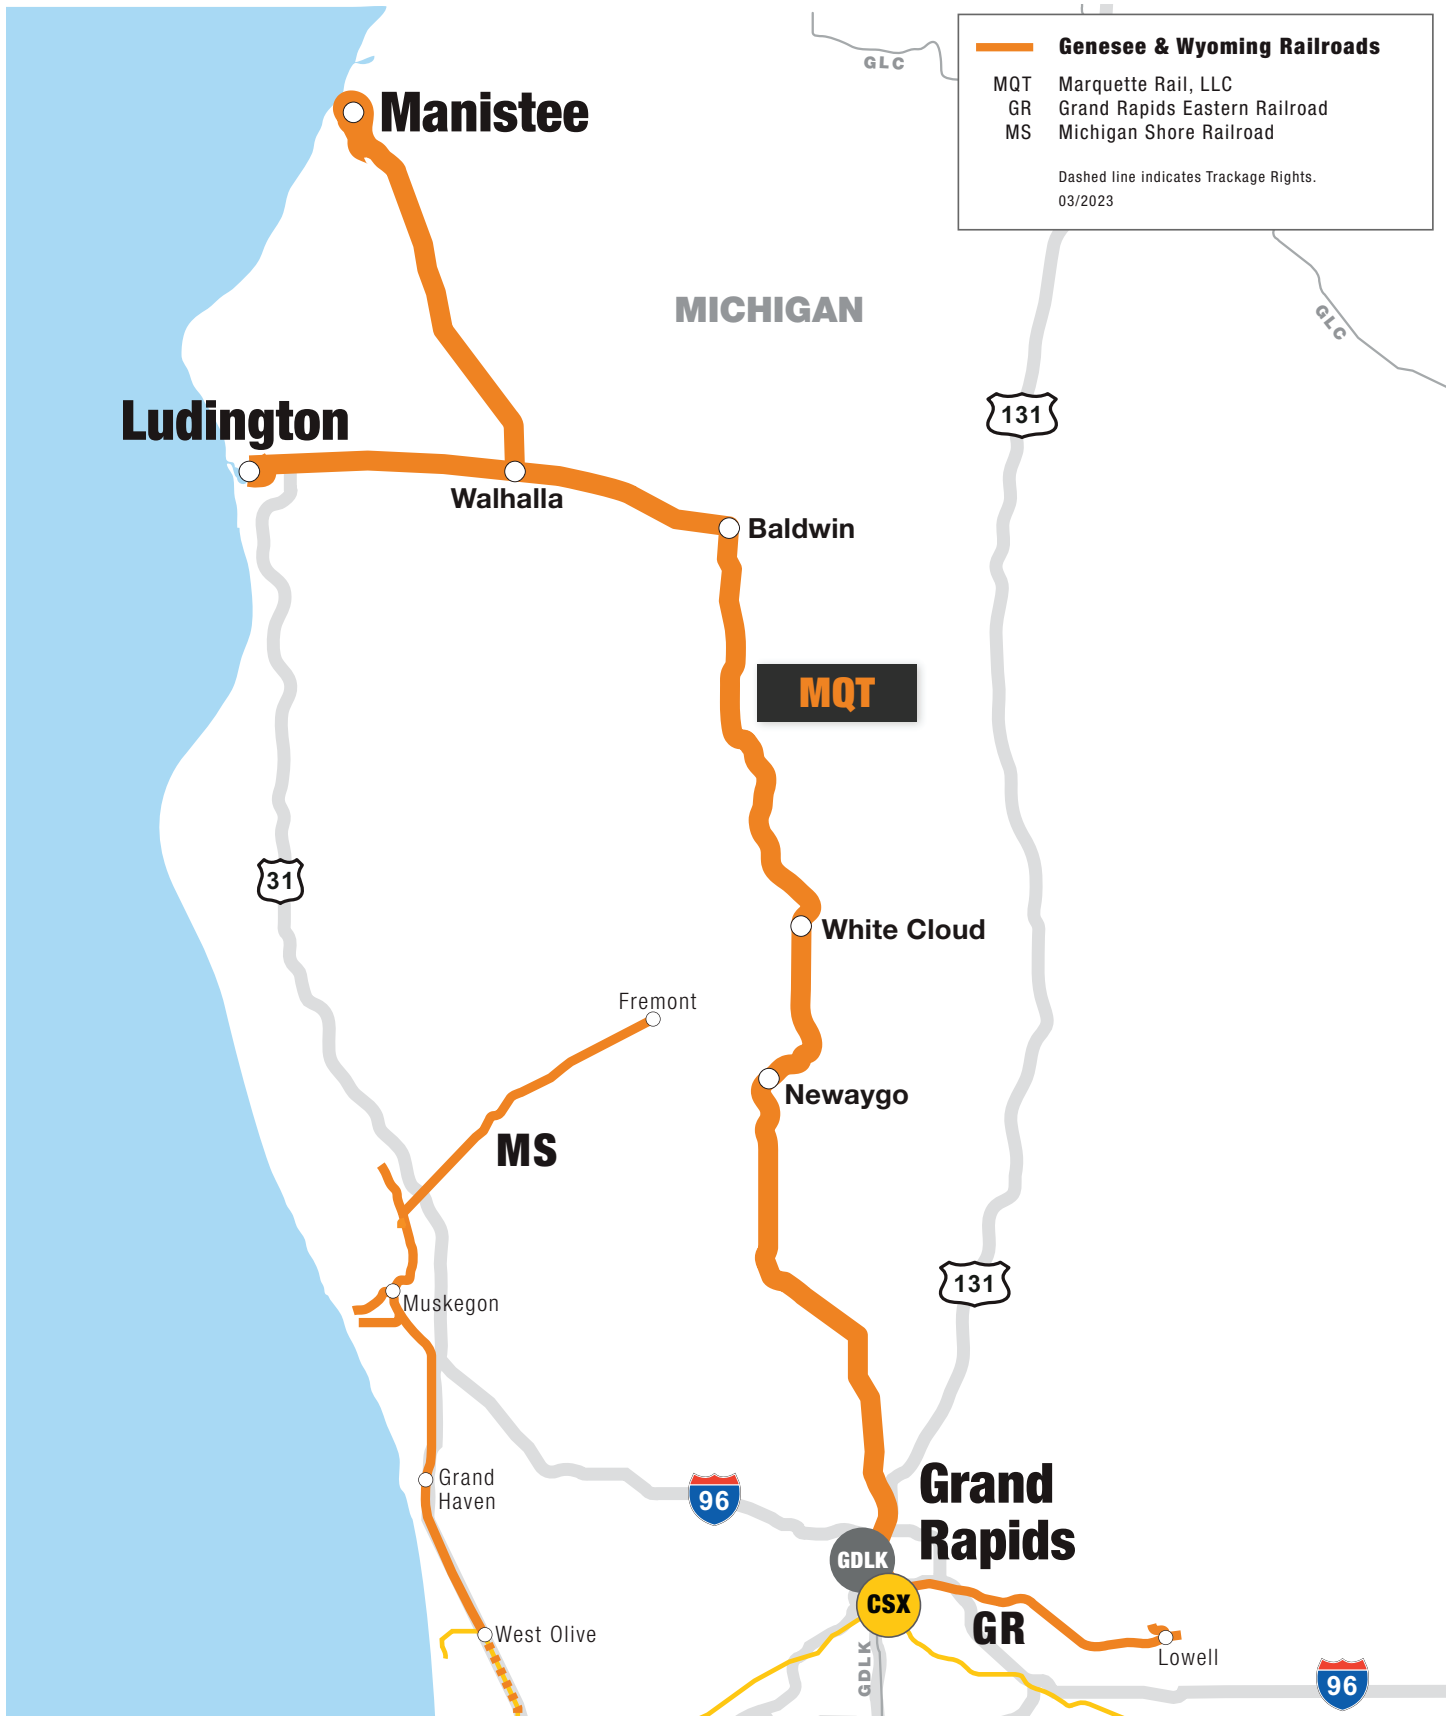 GLC
Genesee & Wyoming Railroads
MQT Marquette Rail, LLC
GR Grand Rapids Eastern Railroad
MS Michigan Shore Railroad
Dashed line indicates Trackage Rights.
03/2023
Manistee
MICHIGAN
GLC
131
Ludington
Walhalla
Baldwin
MQT
31
White Cloud
Fremont
Newaygo
MS
131
Muskegon
Grand
Haven
96
Grand
Rapids
GDLK
CSX
GR
West Olive
Lowell
GDLK
96